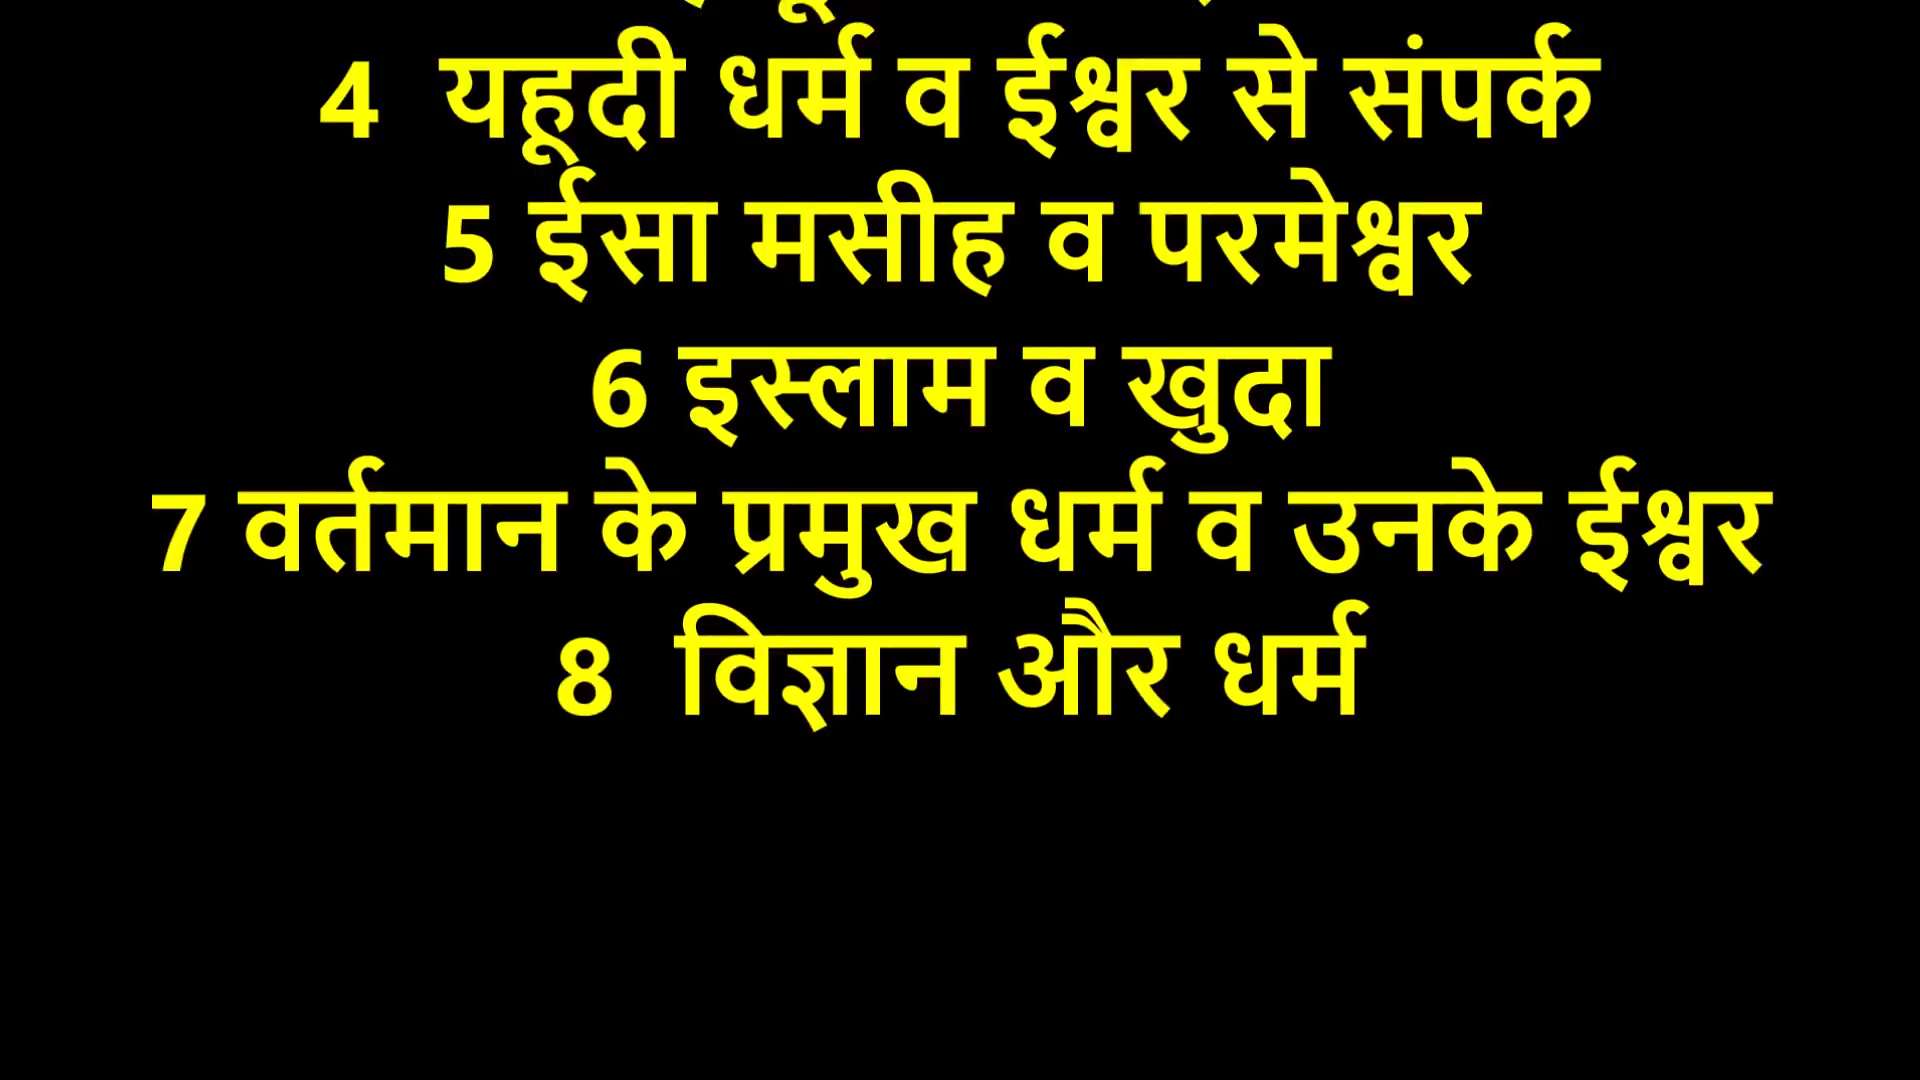 4 यहूदी धर्म व ईश्वर से संपर्क
5 ईसा मसीह व परमेश्वर
6 इस्लाम व खुदा
7 वर्तमान के प्रमुख धर्म व उनके ईश्वर
8 विज्ञान और धर्म